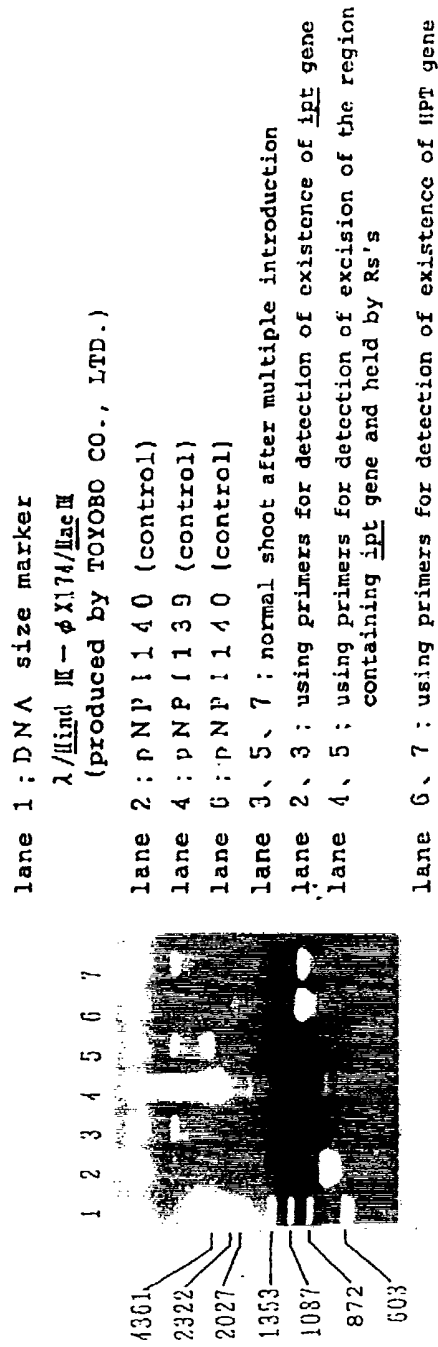 1 2 3 4 5 6 7
4361
2322
2027
1353
1087
872
603
lane 1 ; DNA size marker
λ/Hind III - φX174/Hae III
(produced by TOYOBO CO., LTD.)
lane 2 ; pNPI140 (control)
lane 4 ; pNPI139 (control)
lane 6 ; pNPI140 (control)
lane 3、5、7 ; normal shoot after multiple introduction
lane 2、3 ; using primers for detection of existence of ipt gene
lane 4、5 ; using primers for detection of excision of the region
containing ipt gene and held by Rs's
lane 6、7 ; using primers for detection of existence of HPT gene